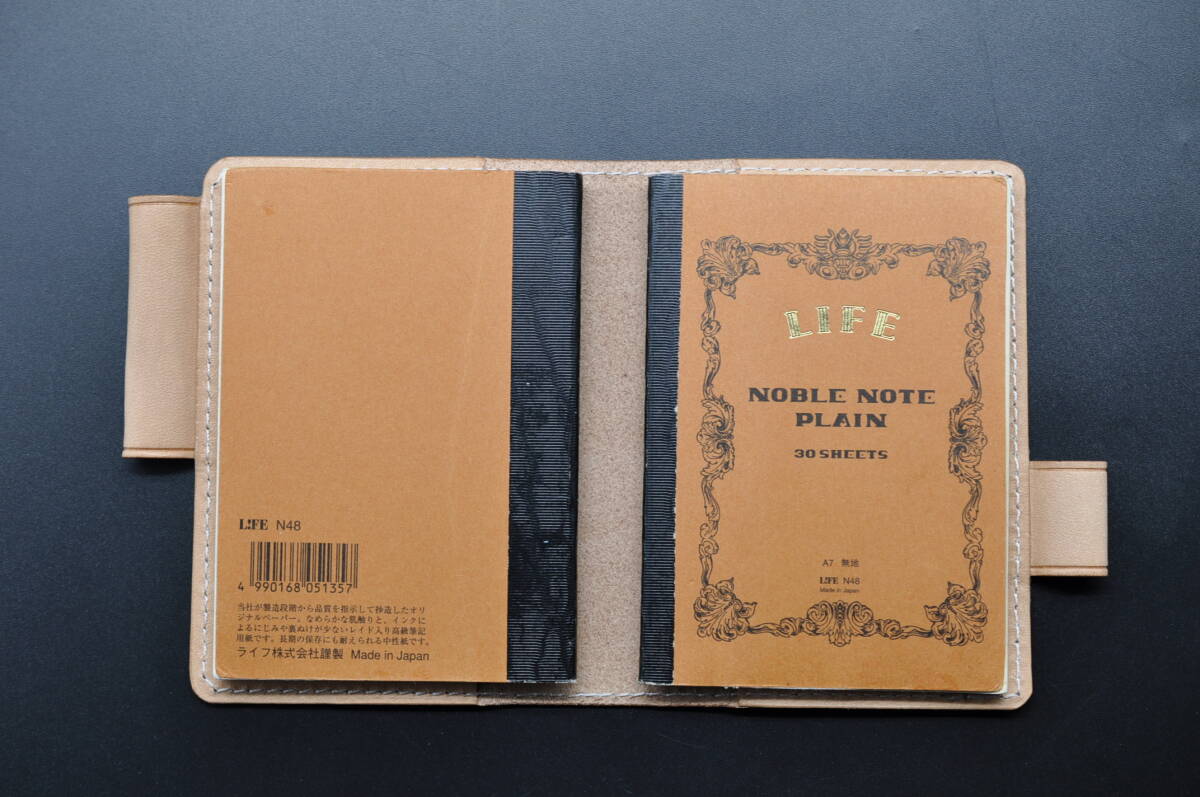 L!FE N48
4 990168 051357
当社が製造段階から品質を指示して抄造したオリ
ジナルペーパー。なめらかな肌触りと、インクに
よるにじみや裏ぬけが少ないレイド入り高級筆記
用紙です。長期の保存にも耐えられる中性紙です。
ライフ株式会社謹製 Made in Japan
LIFE
NOBLE NOTE
PLAIN
30 SHEETS
A7 無地
L!FE N48
Made in Japan